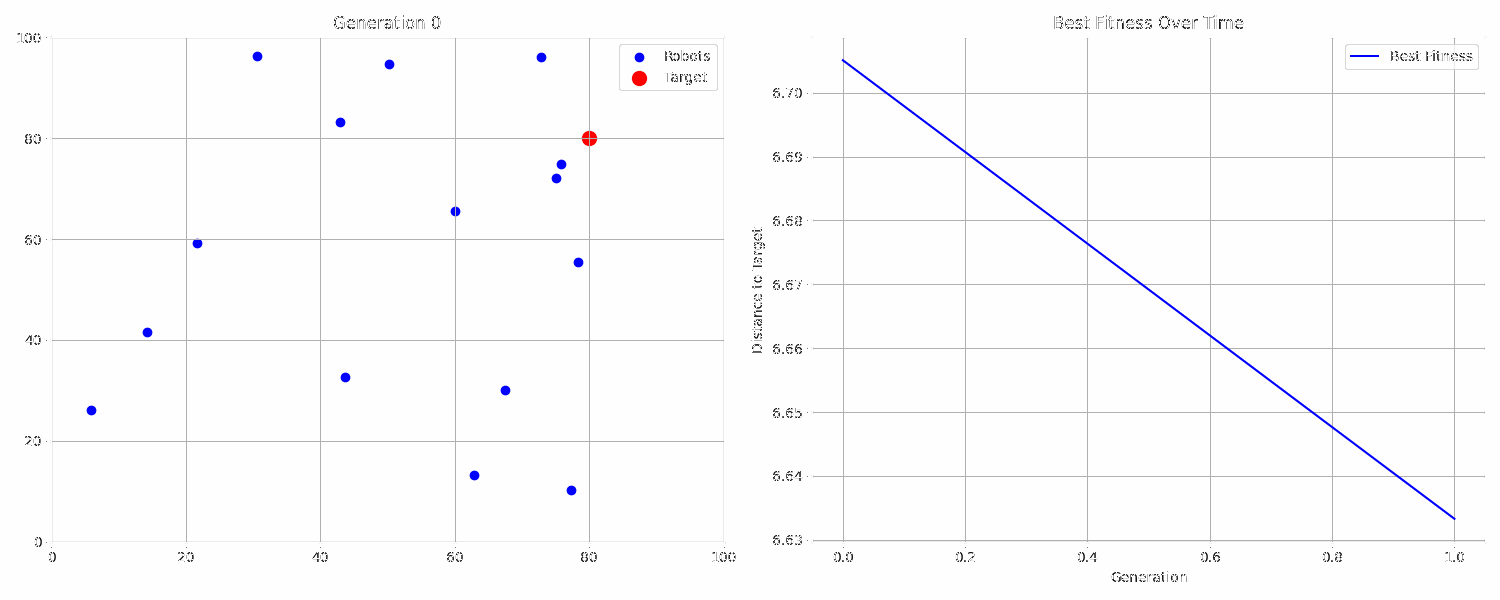 Generation 0
100
80
60
40
20
0
0 20 40 60 80 100
Robots
Target
Best Fitness Over Time
Distance to Target
6.70
6.69
6.68
6.67
6.66
6.65
6.64
6.63
0.0 0.2 0.4 0.6 0.8 1.0
Generation
Best Fitness